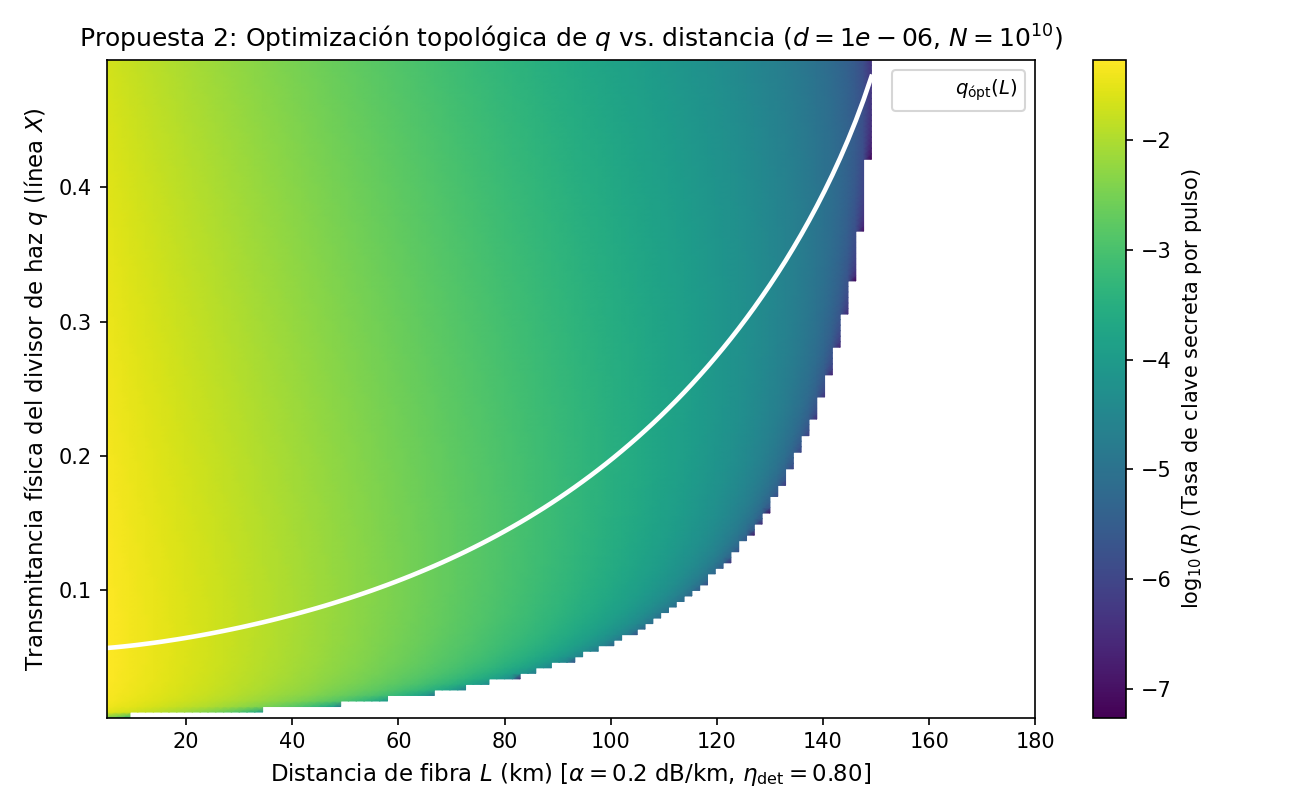 Propuesta 2: Optimización topológica de q vs. distancia (d = 1e − 06, N = 10¹⁰)
q_ópt(L)
Transmitancia física del divisor de haz q (línea X)
0.4
0.3
0.2
0.1
20 40 60 80 100 120 140 160 180
Distancia de fibra L (km) [α = 0.2 dB/km, η_det = 0.80]
−2
−3
−4
−5
−6
−7
log₁₀(R) (Tasa de clave secreta por pulso)